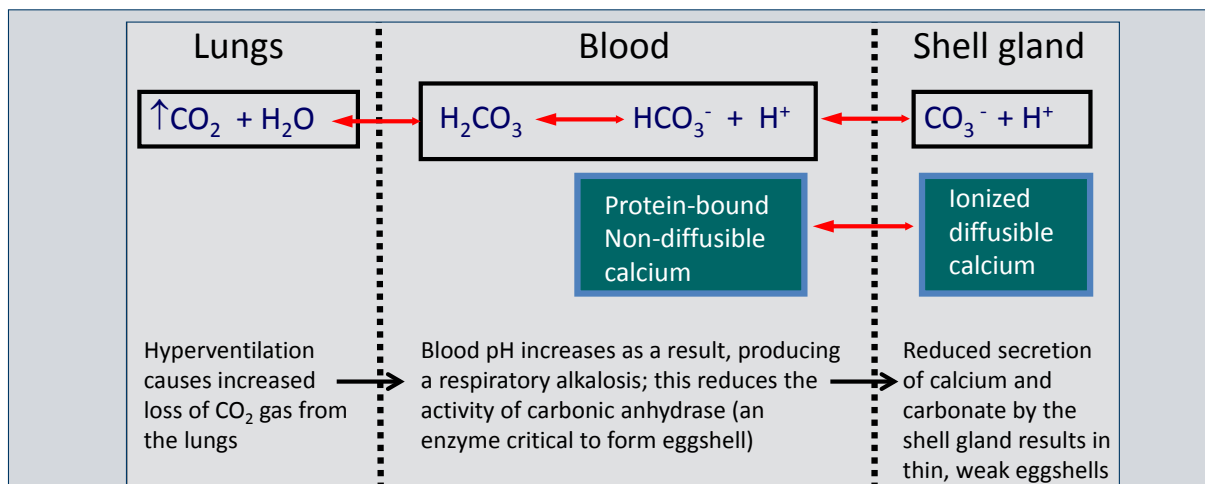 Lungs
Blood
Shell gland
↑CO₂ + H₂O
H₂CO₃
HCO₃⁻ + H⁺
CO₃⁻ + H⁺
Protein-bound
Non-diffusible
calcium
Ionized
diffusible
calcium
Hyperventilation
causes increased
loss of CO₂ gas from
the lungs
Blood pH increases as a result, producing
a respiratory alkalosis; this reduces the
activity of carbonic anhydrase (an
enzyme critical to form eggshell)
Reduced secretion
of calcium and
carbonate by the
shell gland results in
thin, weak eggshells